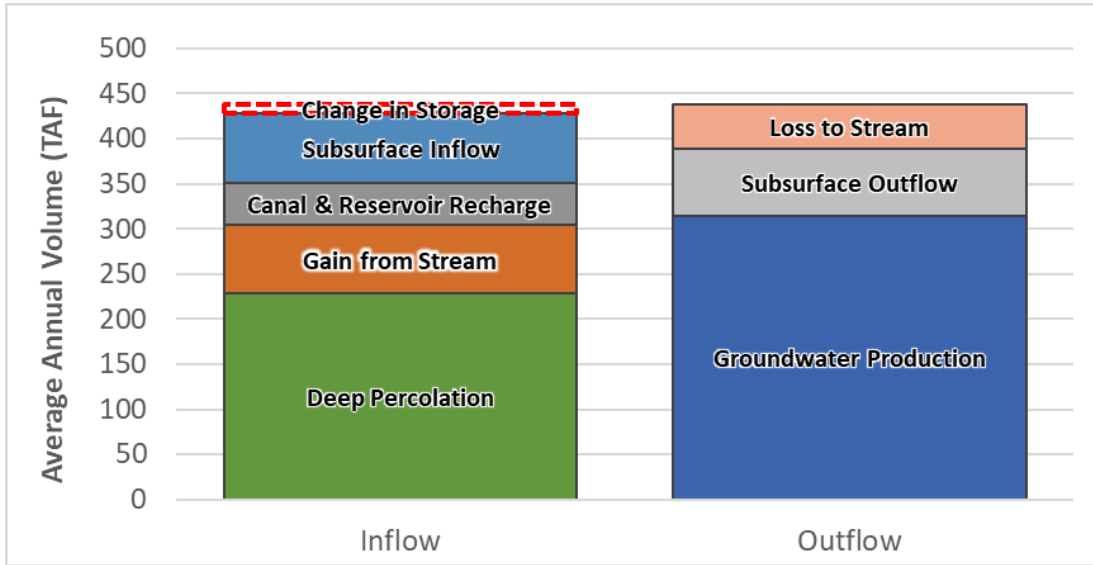 Average Annual Volume (TAF)
500
450
400
350
300
250
200
150
100
50
0
Change in Storage
Subsurface Inflow
Canal & Reservoir Recharge
Gain from Stream
Deep Percolation
Loss to Stream
Subsurface Outflow
Groundwater Production
Inflow
Outflow